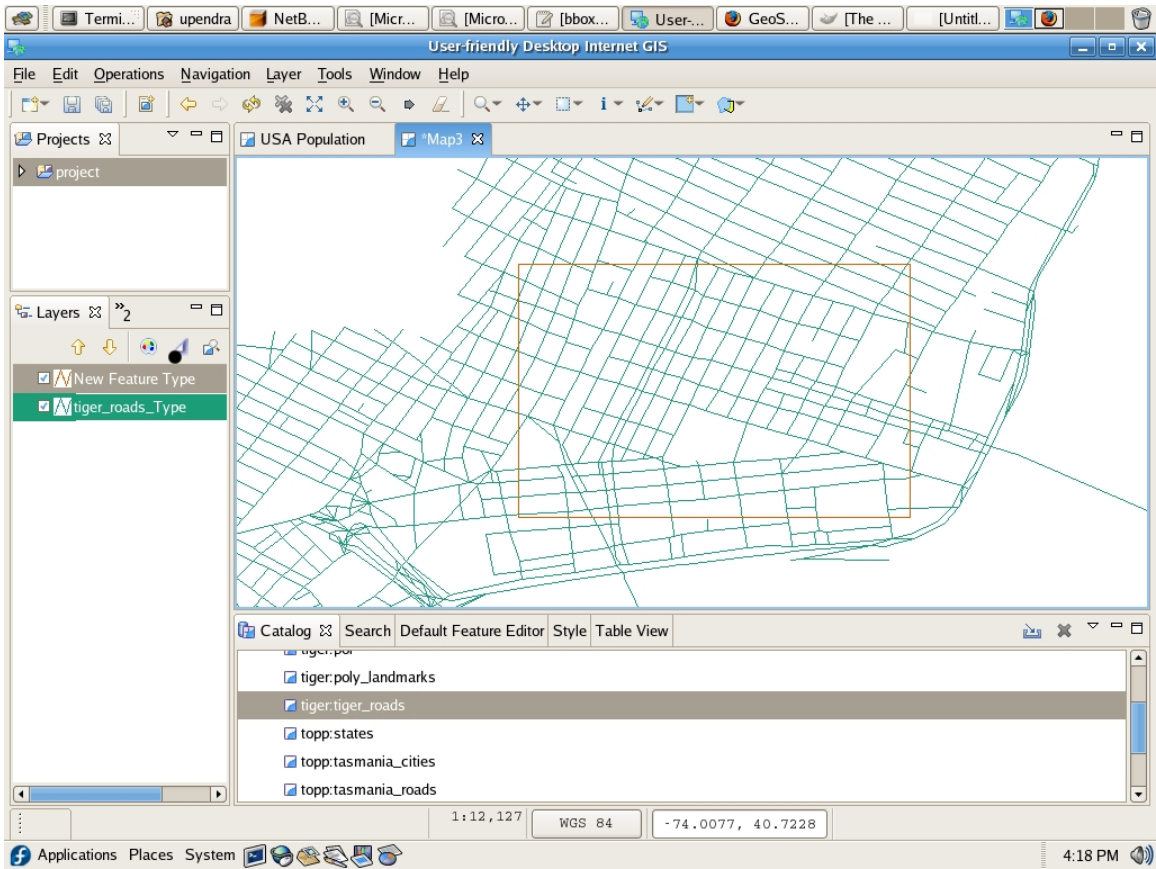 Termi... upendra NetB... [Micr... [Micro... [bbox... User-... GeoS... [The ... [Untitl...
User-friendly Desktop Internet GIS
File Edit Operations Navigation Layer Tools Window Help
Projects
USA Population *Map3
project
Layers »2
New Feature Type
tiger_roads_Type
Catalog Search Default Feature Editor Style Table View
tiger:poi
tiger:poly_landmarks
tiger:tiger_roads
topp:states
topp:tasmania_cities
topp:tasmania_roads
1:12,127 WGS 84 -74.0077, 40.7228
Applications Places System 4:18 PM